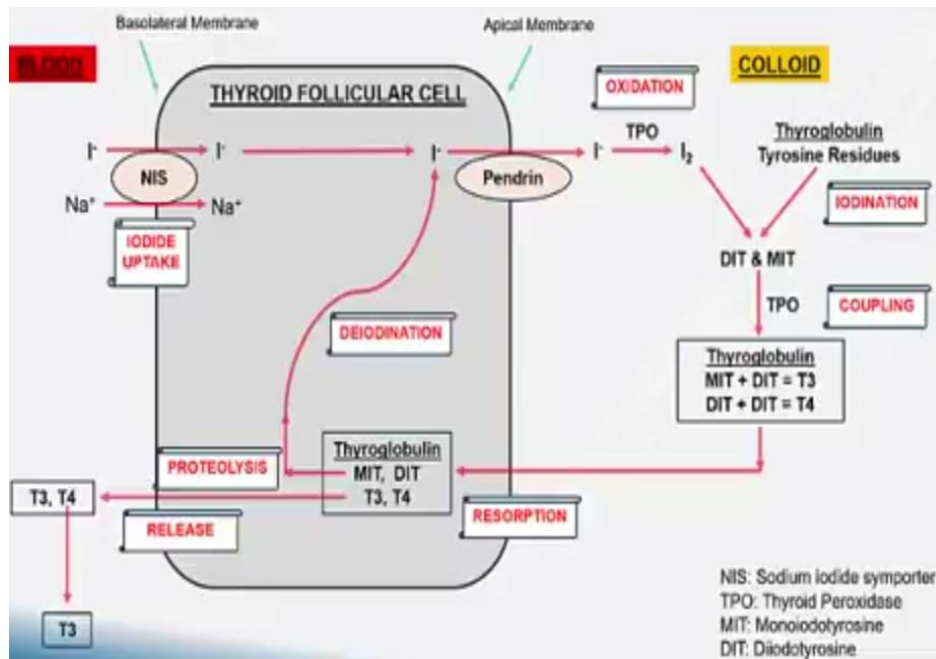 Basolateral Membrane
Apical Membrane
BLOOD
THYROID FOLLICULAR CELL
OXIDATION
COLLOID
I⁻
I⁻
I⁻
I⁻
TPO
I₂
Thyroglobulin
Tyrosine Residues
NIS
Pendrin
Na⁺
Na⁺
IODINATION
IODIDE
UPTAKE
DIT & MIT
TPO
COUPLING
DEIODINATION
Thyroglobulin
MIT + DIT = T3
DIT + DIT = T4
Thyroglobulin
MIT, DIT
T3, T4
PROTEOLYSIS
T3, T4
RELEASE
RESORPTION
T3
NIS: Sodium iodide symporter
TPO: Thyroid Peroxidase
MIT: Monoiodotyrosine
DIT: Diiodotyrosine